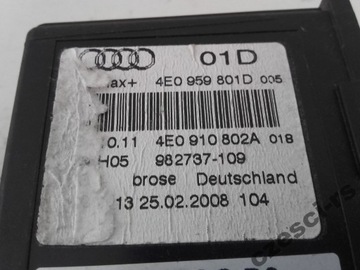 01D
max+ 4E0 959 801D 005
0.11 4E0 910 802A 018
H05 982737-109
brose Deutschland
13 25.02.2008 104